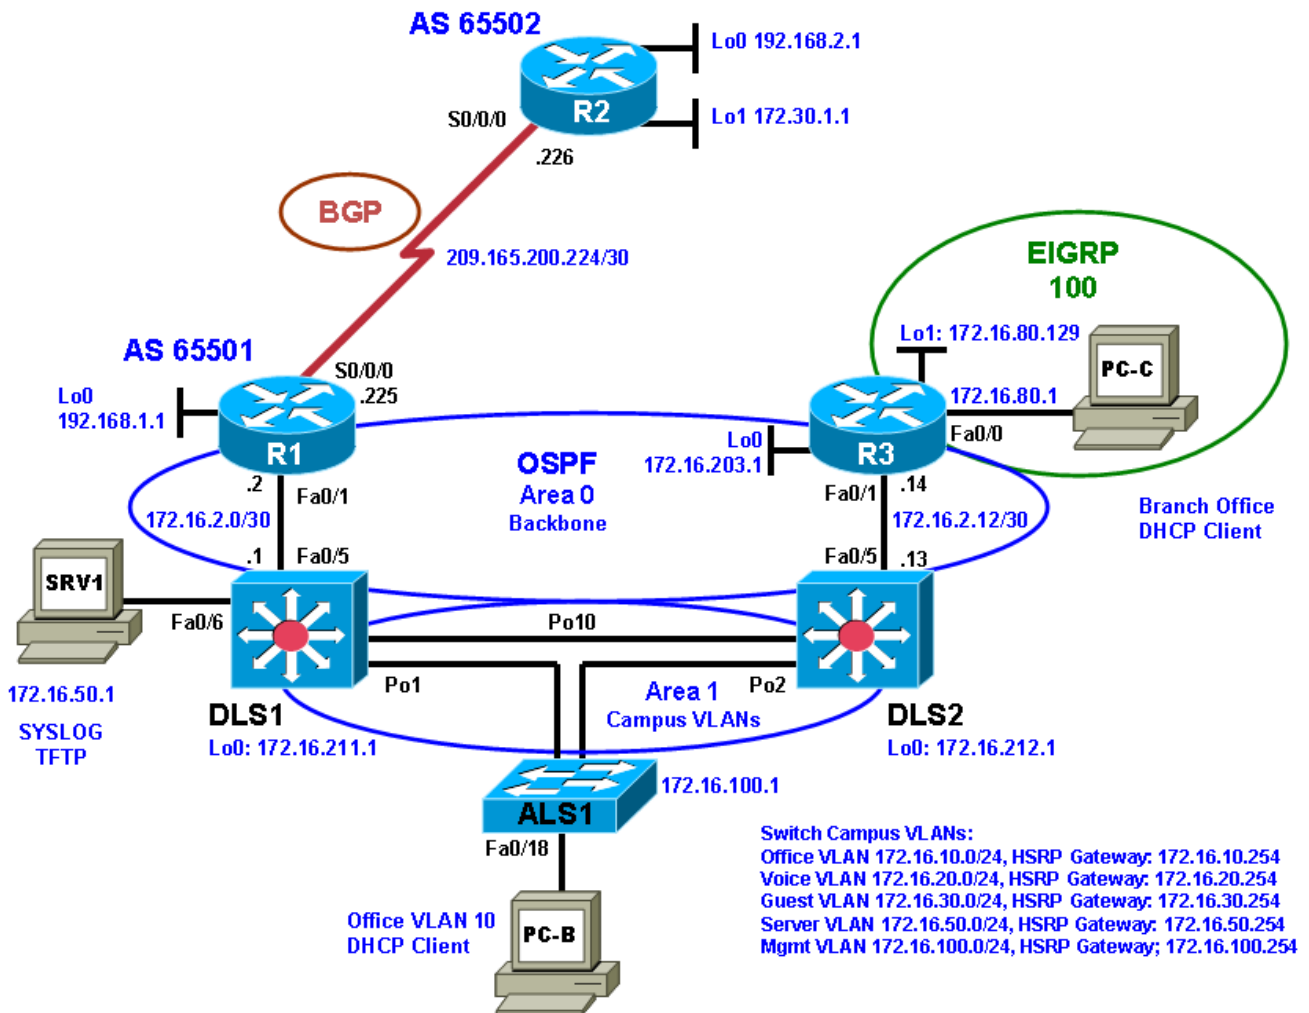 AS 65502
Lo0 192.168.2.1
R2
S0/0/0
Lo1 172.30.1.1
.226
BGP
209.165.200.224/30
EIGRP
100
AS 65501
Lo1: 172.16.80.129
PC-C
S0/0/0
.225
Lo0
192.168.1.1
172.16.80.1
Fa0/0
R1
OSPF
Area 0
Backbone
Lo0
172.16.203.1
R3
.2
Fa0/1
Fa0/1
.14
172.16.2.0/30
172.16.2.12/30
Branch Office
DHCP Client
.1
Fa0/5
Fa0/5
.13
SRV1
Fa0/6
Po10
172.16.50.1
SYSLOG
TFTP
Po1
Area 1
Campus VLANs
Po2
DLS1
Lo0: 172.16.211.1
DLS2
Lo0: 172.16.212.1
172.16.100.1
ALS1
Fa0/18
Office VLAN 10
DHCP Client
PC-B
Switch Campus VLANs:
Office VLAN 172.16.10.0/24, HSRP Gateway: 172.16.10.254
Voice VLAN 172.16.20.0/24, HSRP Gateway: 172.16.20.254
Guest VLAN 172.16.30.0/24, HSRP Gateway: 172.16.30.254
Server VLAN 172.16.50.0/24, HSRP Gateway: 172.16.50.254
Mgmt VLAN 172.16.100.0/24, HSRP Gateway; 172.16.100.254